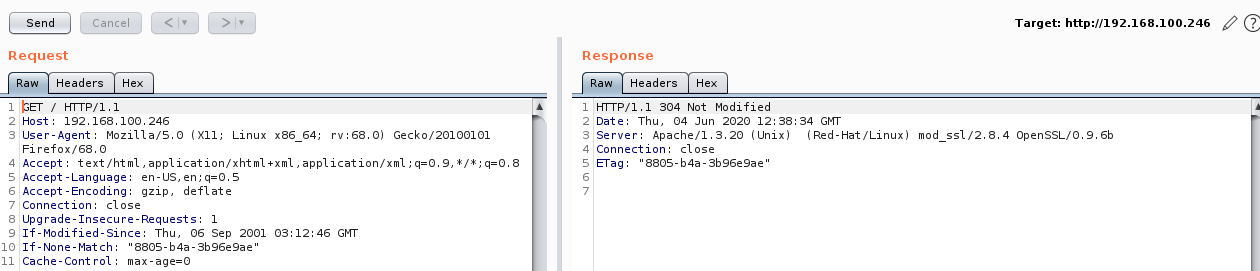 Send Cancel < | ▼ > | ▼ Target: http://192.168.100.246 ?
Request
Raw Headers Hex
1 GET / HTTP/1.1
2 Host: 192.168.100.246
3 User-Agent: Mozilla/5.0 (X11; Linux x86_64; rv:68.0) Gecko/20100101
Firefox/68.0
4 Accept: text/html,application/xhtml+xml,application/xml;q=0.9,*/*;q=0.8
5 Accept-Language: en-US,en;q=0.5
6 Accept-Encoding: gzip, deflate
7 Connection: close
8 Upgrade-Insecure-Requests: 1
9 If-Modified-Since: Thu, 06 Sep 2001 03:12:46 GMT
10 If-None-Match: "8805-b4a-3b96e9ae"
11 Cache-Control: max-age=0
Response
Raw Headers Hex
1 HTTP/1.1 304 Not Modified
2 Date: Thu, 04 Jun 2020 12:38:34 GMT
3 Server: Apache/1.3.20 (Unix)  (Red-Hat/Linux) mod_ssl/2.8.4 OpenSSL/0.9.6b
4 Connection: close
5 ETag: "8805-b4a-3b96e9ae"
6
7